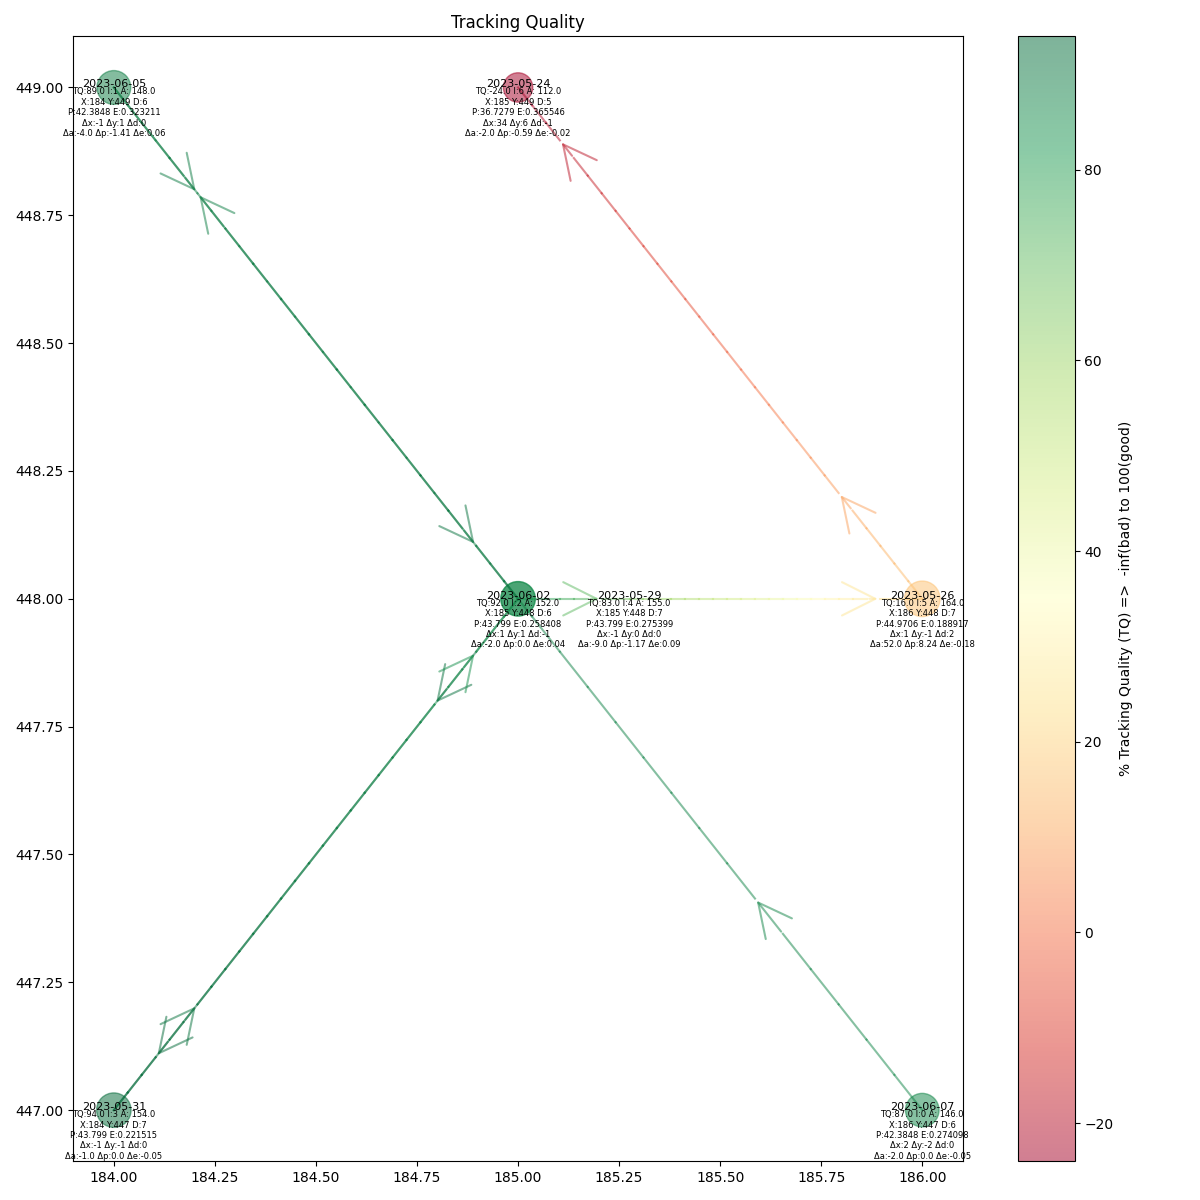 Tracking Quality
2023-06-05
TQ:89.0 I:1 A: 148.0
X:184 Y:449 D:6
P:42.3848 E:0.323211
Δx:-1 Δy:1 Δd:0
Δa:-4.0 Δp:-1.41 Δe:0.06
2023-05-24
TQ:-24.0 I:6 A: 112.0
X:185 Y:449 D:5
P:36.7279 E:0.365546
Δx:34 Δy:6 Δd:-1
Δa:-2.0 Δp:-0.59 Δe:-0.02
2023-06-02
TQ:92.0 I:2 A: 152.0
X:185 Y:448 D:6
P:43.799 E:0.258408
Δx:1 Δy:1 Δd:-1
Δa:-2.0 Δp:0.0 Δe:0.04
2023-05-29
TQ:83.0 I:4 A: 155.0
X:185 Y:448 D:7
P:43.799 E:0.275399
Δx:-1 Δy:0 Δd:0
Δa:-9.0 Δp:-1.17 Δe:0.09
2023-05-26
TQ:16.0 I:5 A: 164.0
X:186 Y:448 D:7
P:44.9706 E:0.188917
Δx:1 Δy:-1 Δd:2
Δa:52.0 Δp:8.24 Δe:-0.18
2023-05-31
TQ:94.0 I:3 A: 154.0
X:184 Y:447 D:7
P:43.799 E:0.221515
Δx:-1 Δy:-1 Δd:0
Δa:-1.0 Δp:0.0 Δe:-0.05
2023-06-07
TQ:87.0 I:0 A: 146.0
X:186 Y:447 D:6
P:42.3848 E:0.274098
Δx:2 Δy:-2 Δd:0
Δa:-2.0 Δp:0.0 Δe:-0.05
449.00
448.75
448.50
448.25
448.00
447.75
447.50
447.25
447.00
184.00 184.25 184.50 184.75 185.00 185.25 185.50 185.75 186.00
80
60
40
20
0
−20
% Tracking Quality (TQ) => -inf(bad) to 100(good)